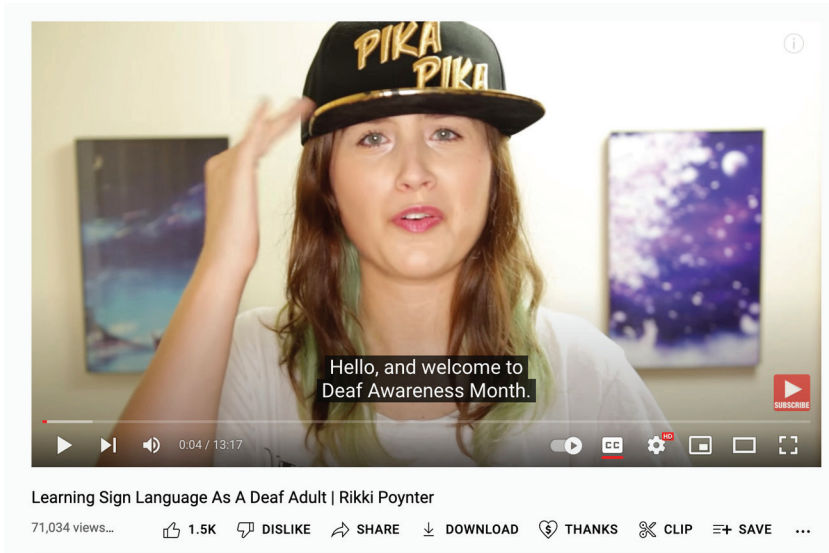 PIKA
PIKA
Hello, and welcome to
Deaf Awareness Month.
SUBSCRIBE
0:04 / 13:17
CC
HD
Learning Sign Language As A Deaf Adult | Rikki Poynter
71,034 views...
1.5K
DISLIKE
SHARE
DOWNLOAD
THANKS
CLIP
SAVE
...